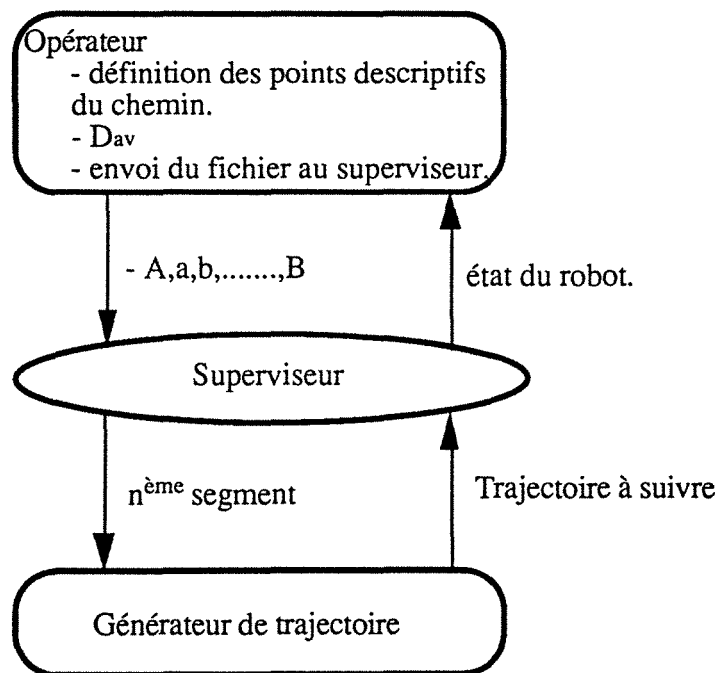 Opérateur
- définition des points descriptifs
du chemin.
- Dav
- envoi du fichier au superviseur.
- A,a,b,.......,B
état du robot.
Superviseur
nème segment
Trajectoire à suivre
Générateur de trajectoire